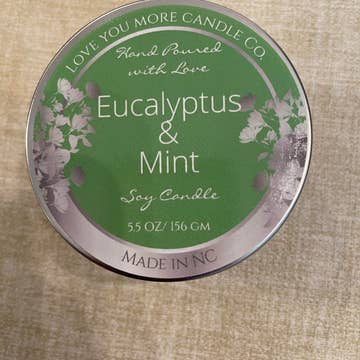 LOVE YOU MORE CANDLE CO.
Hand Poured
with Love
Eucalyptus
&
Mint
Soy Candle
5.5 OZ/ 156 GM
MADE IN NC